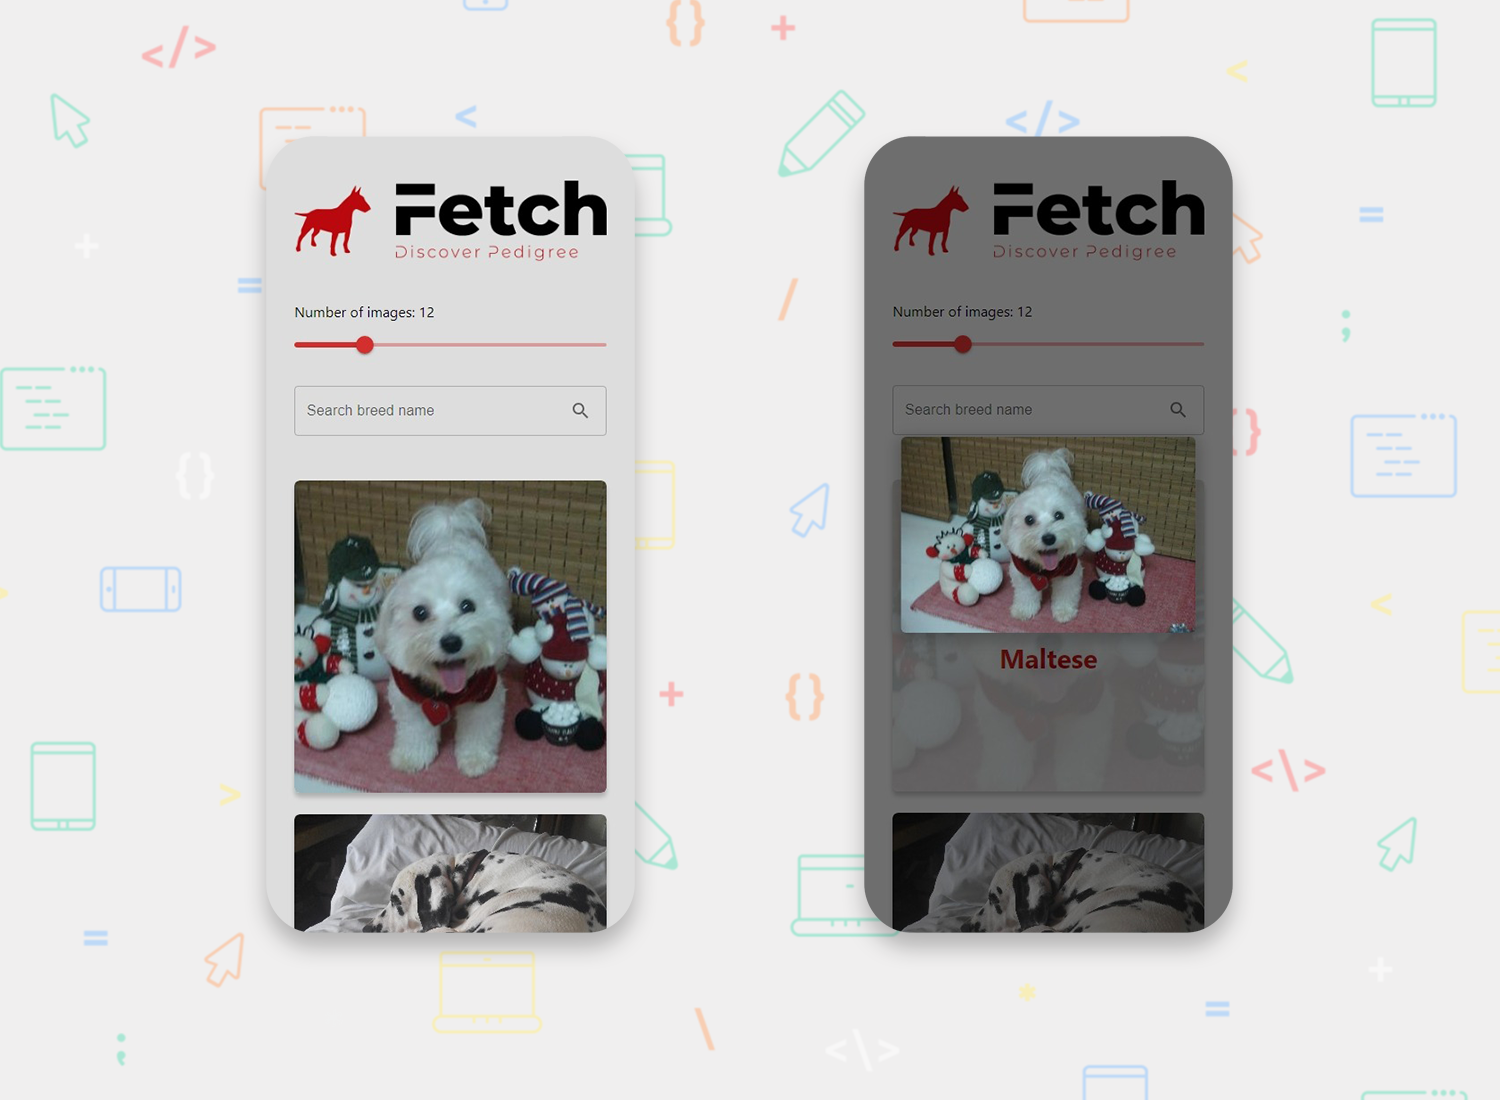 Fetch
Discover Pedigree
Number of images: 12
Search breed name
Fetch
Discover Pedigree
Number of images: 12
Search breed name
Maltese